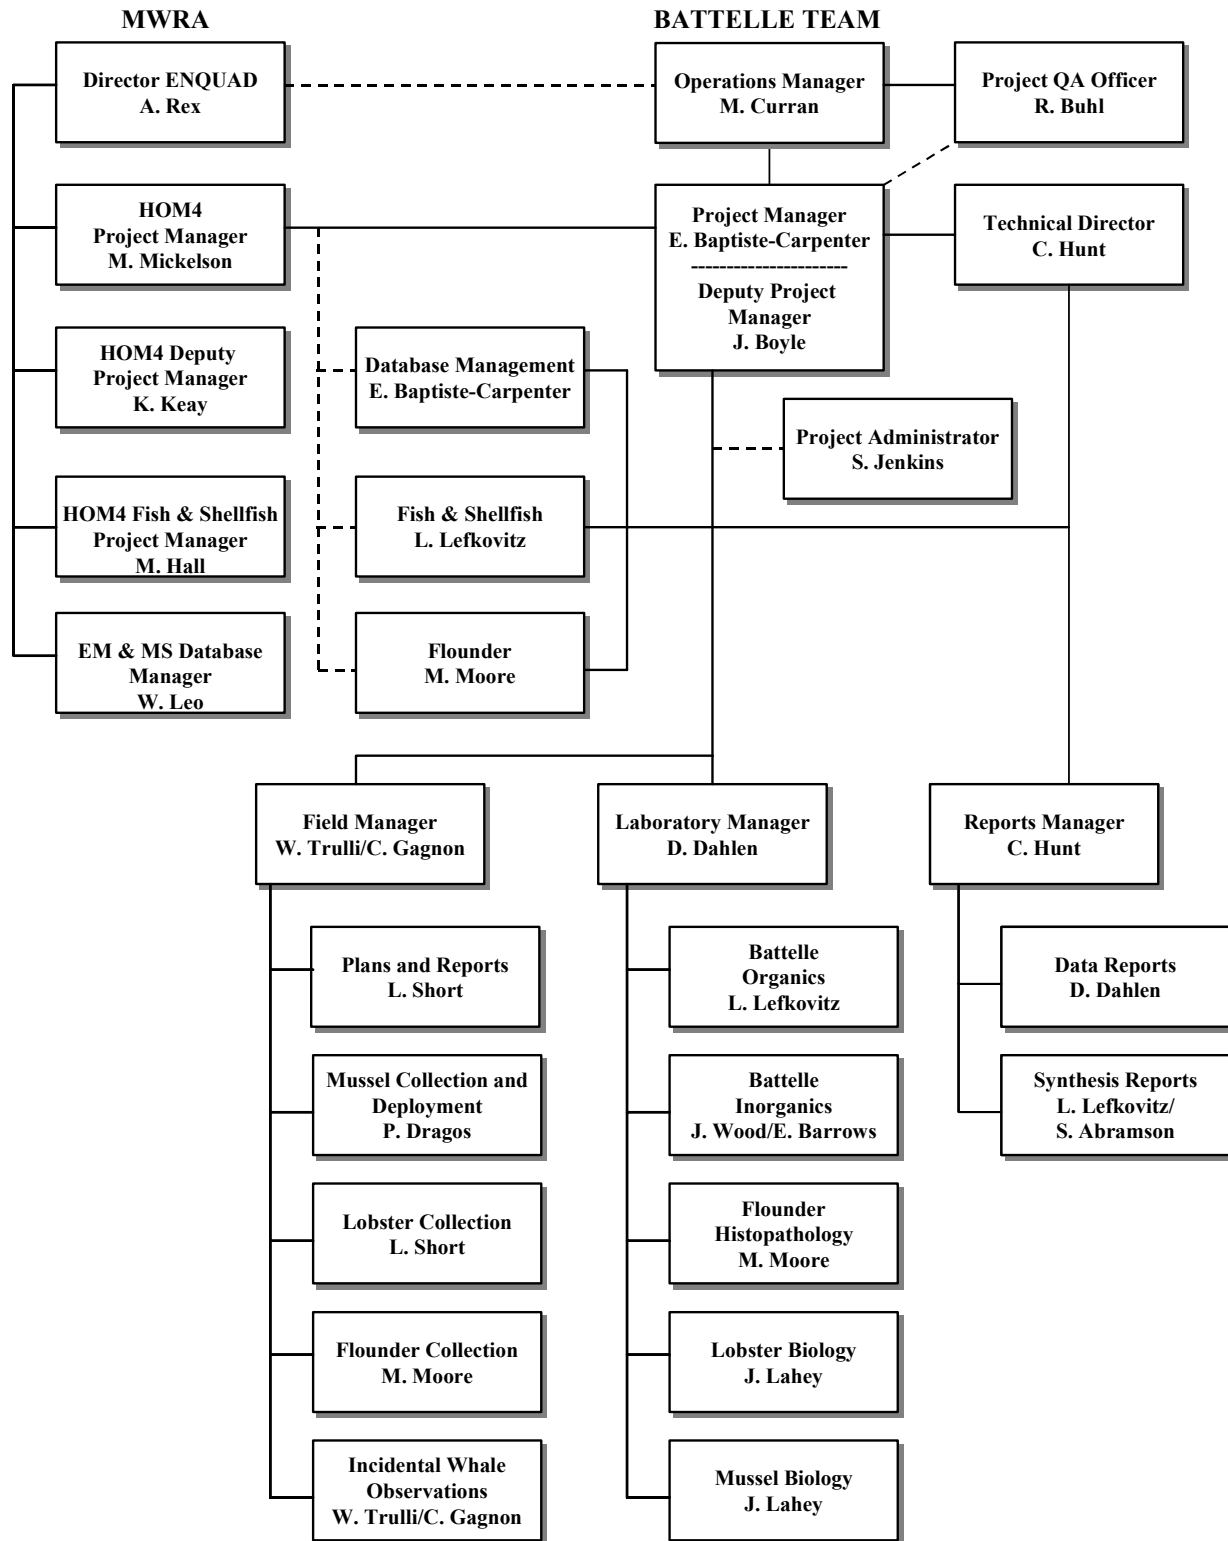 MWRA
BATTELLE TEAM
Director ENQUAD
A. Rex
Operations Manager
M. Curran
Project QA Officer
R. Buhl
HOM4
Project Manager
M. Mickelson
Project Manager
E. Baptiste-Carpenter
----------------------
Deputy Project
Manager
J. Boyle
Technical Director
C. Hunt
HOM4 Deputy
Project Manager
K. Keay
Database Management
E. Baptiste-Carpenter
Project Administrator
S. Jenkins
HOM4 Fish & Shellfish
Project Manager
M. Hall
Fish & Shellfish
L. Lefkovitz
EM & MS Database
Manager
W. Leo
Flounder
M. Moore
Field Manager
W. Trulli/C. Gagnon
Laboratory Manager
D. Dahlen
Reports Manager
C. Hunt
Plans and Reports
L. Short
Battelle
Organics
L. Lefkovitz
Data Reports
D. Dahlen
Mussel Collection and
Deployment
P. Dragos
Battelle
Inorganics
J. Wood/E. Barrows
Synthesis Reports
L. Lefkovitz/
S. Abramson
Lobster Collection
L. Short
Flounder
Histopathology
M. Moore
Flounder Collection
M. Moore
Lobster Biology
J. Lahey
Incidental Whale
Observations
W. Trulli/C. Gagnon
Mussel Biology
J. Lahey